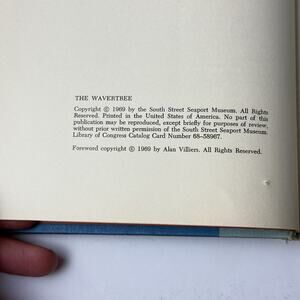 THE WAVERTREE
Copyright © 1969 by the South Street Seaport Museum. All Rights
Reserved. Printed in the United States of America. No part of this
publication may be reproduced, except briefly for purposes of review,
without prior written permission of the South Street Seaport Museum.
Library of Congress Catalog Card Number 68-58967.
Foreword copyright © 1969 by Alan Villiers. All Rights Reserved.